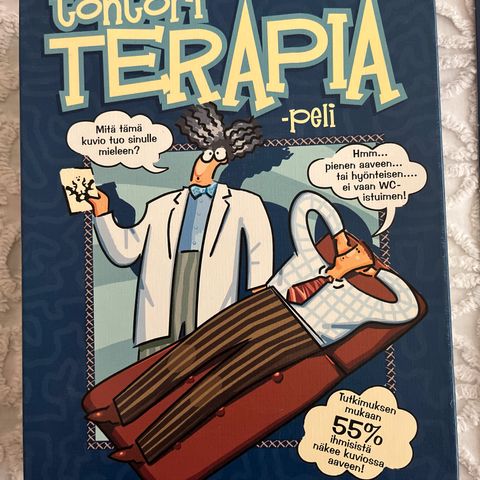 tohtori
TERAPIA
-peli
Mitä tämä
kuvio tuo sinulle
mieleen?
Hmm...
pienen aaveen...
tai hyönteisen....
ei vaan WC-
istuimen!
Tutkimuksen
mukaan
55%
ihmisistä
näkee kuviossa
aaveen!